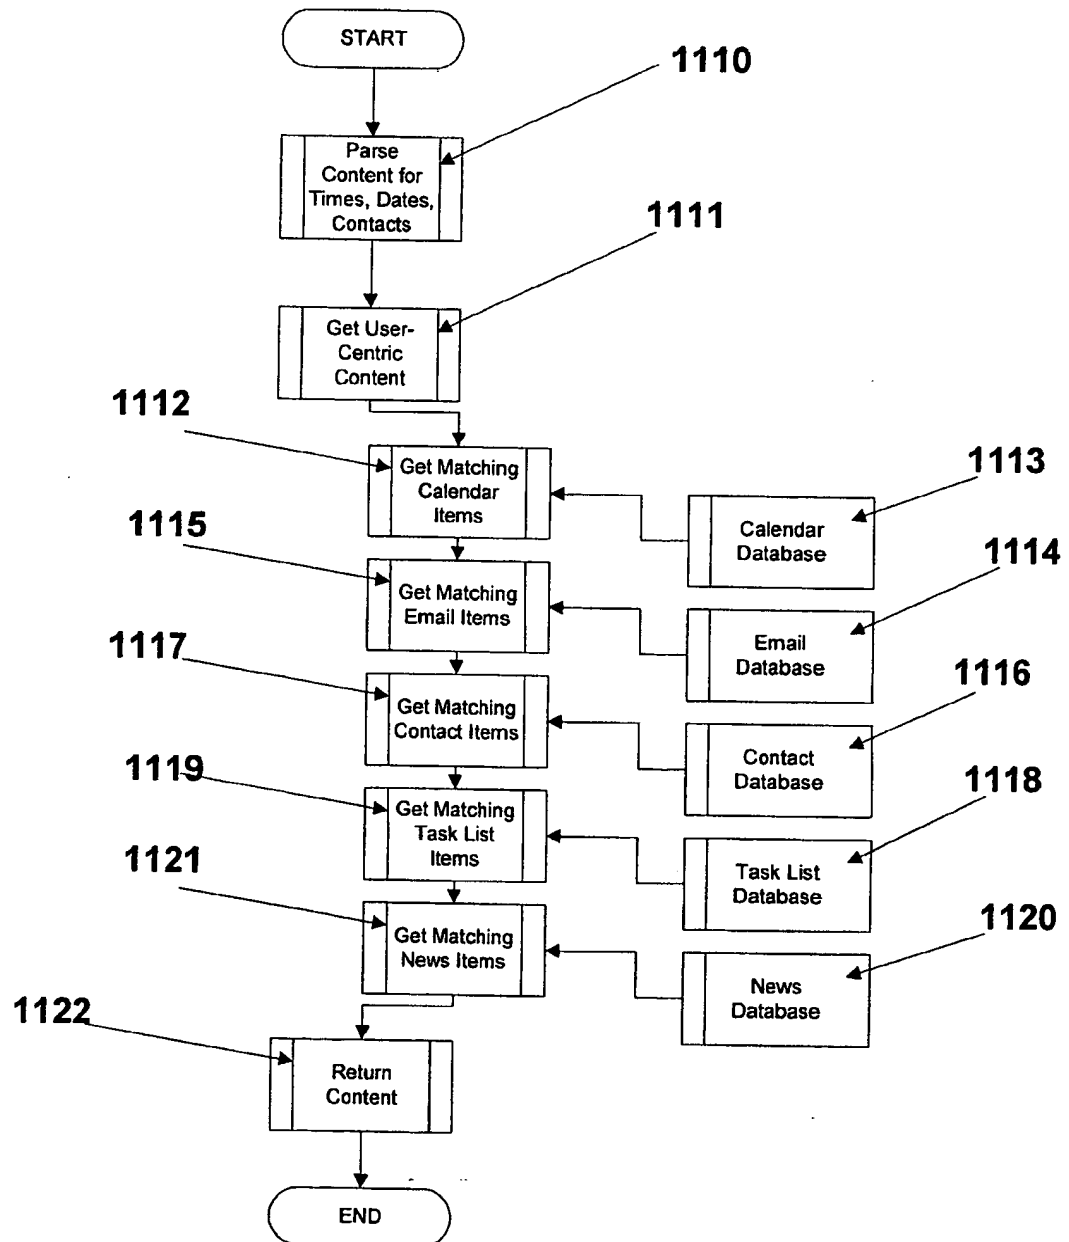 START
1110
Parse
Content for
Times, Dates,
Contacts
1111
Get User-
Centric
Content
1112
Get Matching
Calendar
Items
1113
Calendar
Database
1115
Get Matching
Email Items
1114
Email
Database
1117
Get Matching
Contact Items
1116
Contact
Database
1119
Get Matching
Task List
Items
1118
Task List
Database
1121
Get Matching
News Items
1120
News
Database
1122
Return
Content
END